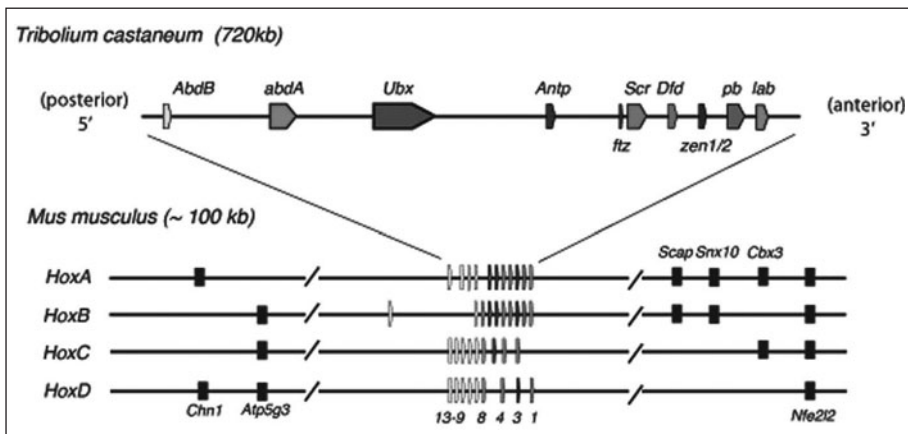 Tribolium castaneum (720kb)
AbdB abdA Ubx Antp Scr Dfd pb lab
(posterior) (anterior)
5' 3'
ftz zen1/2
Mus musculus (~ 100 kb)
Scap Snx10 Cbx3
HoxA
HoxB
HoxC
HoxD
Chn1 Atp5g3 13-9 8 4 3 1 Nfe2l2